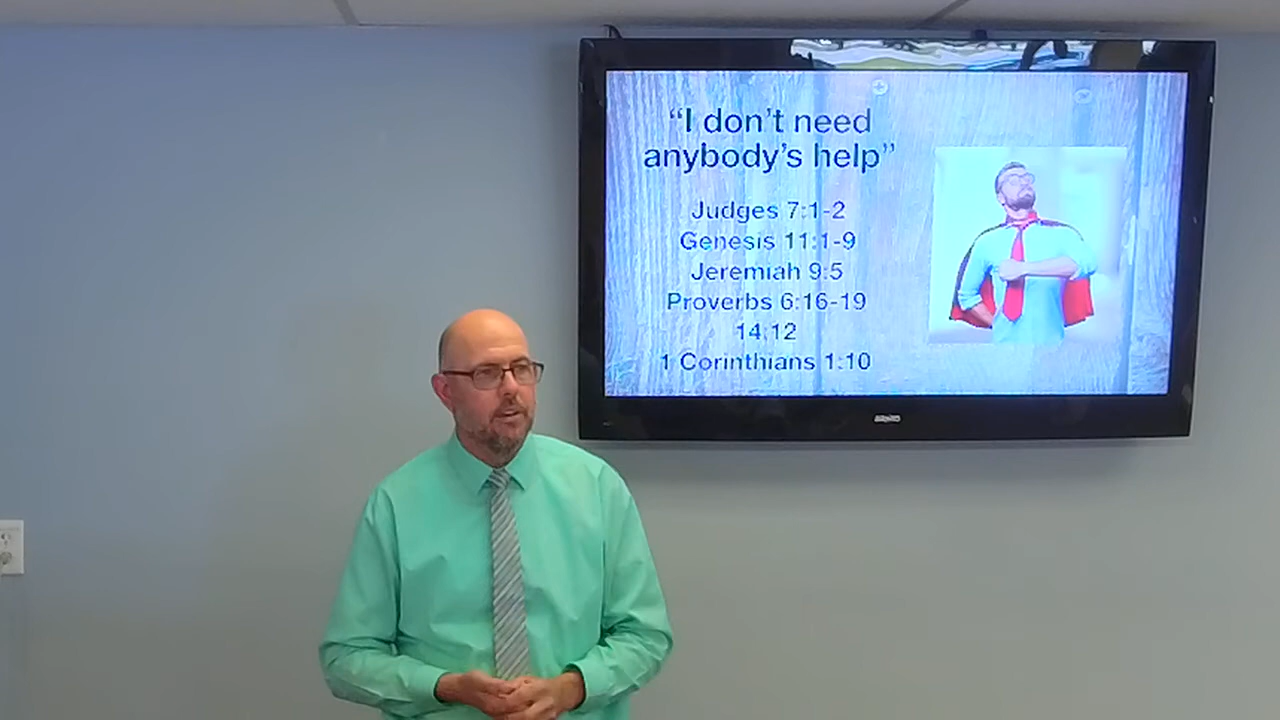 “I don’t need
anybody’s help”
Judges 7:1-2
Genesis 11:1-9
Jeremiah 9:5
Proverbs 6:16-19
14:12
1 Corinthians 1:10